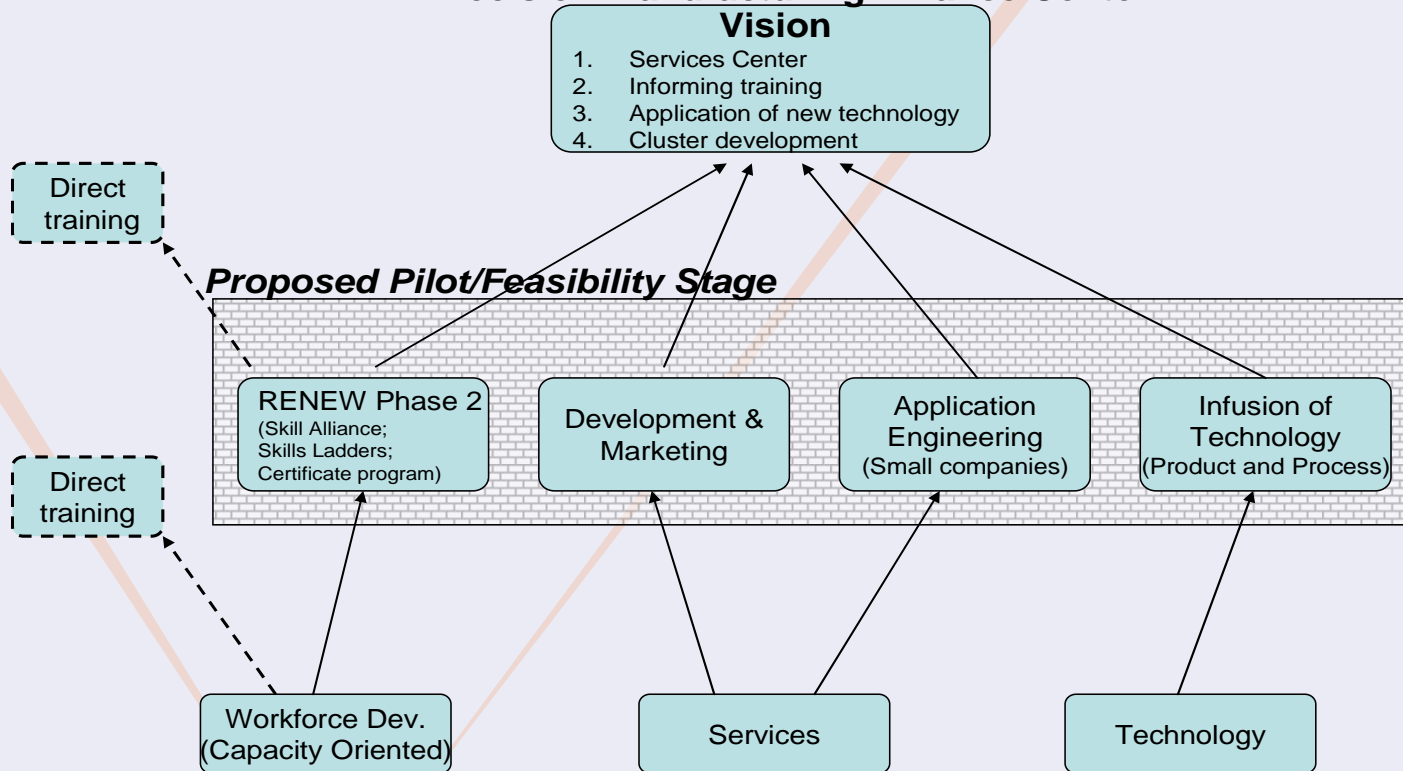 Vision
1. Services Center
2. Informing training
3. Application of new technology
4. Cluster development
Direct
training
Proposed Pilot/Feasibility Stage
RENEW Phase 2
(Skill Alliance;
Skills Ladders;
Certificate program)
Development &
Marketing
Application
Engineering
(Small companies)
Infusion of
Technology
(Product and Process)
Direct
training
Workforce Dev.
(Capacity Oriented)
Services
Technology